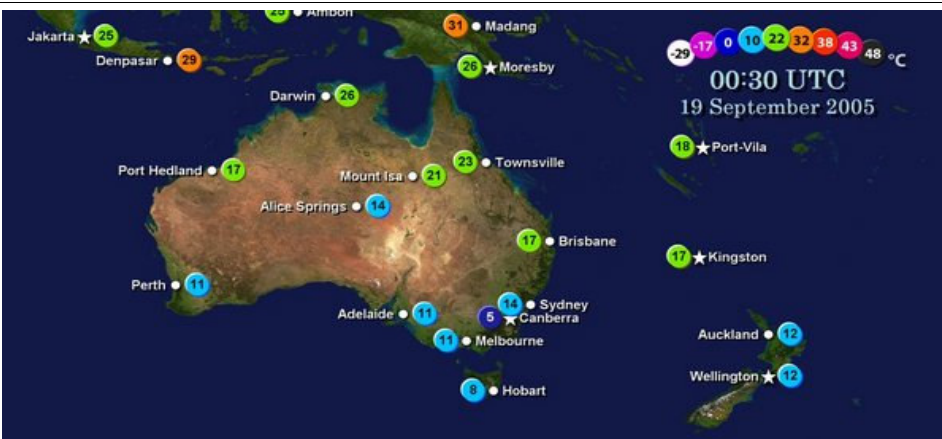 25 Ambon
Jakarta 25
31 Madang
-29 -17 0 10 22 32 38 43 48 °C
Denpasar 29
26 Moresby
00:30 UTC
19 September 2005
Darwin 26
18 Port-Vila
Port Hedland 17
23 Townsville
Mount Isa 21
Alice Springs 14
17 Brisbane
17 Kingston
Perth 11
14 Sydney
Adelaide 11
5 Canberra
11 Melbourne
Auckland 12
Wellington 12
8 Hobart